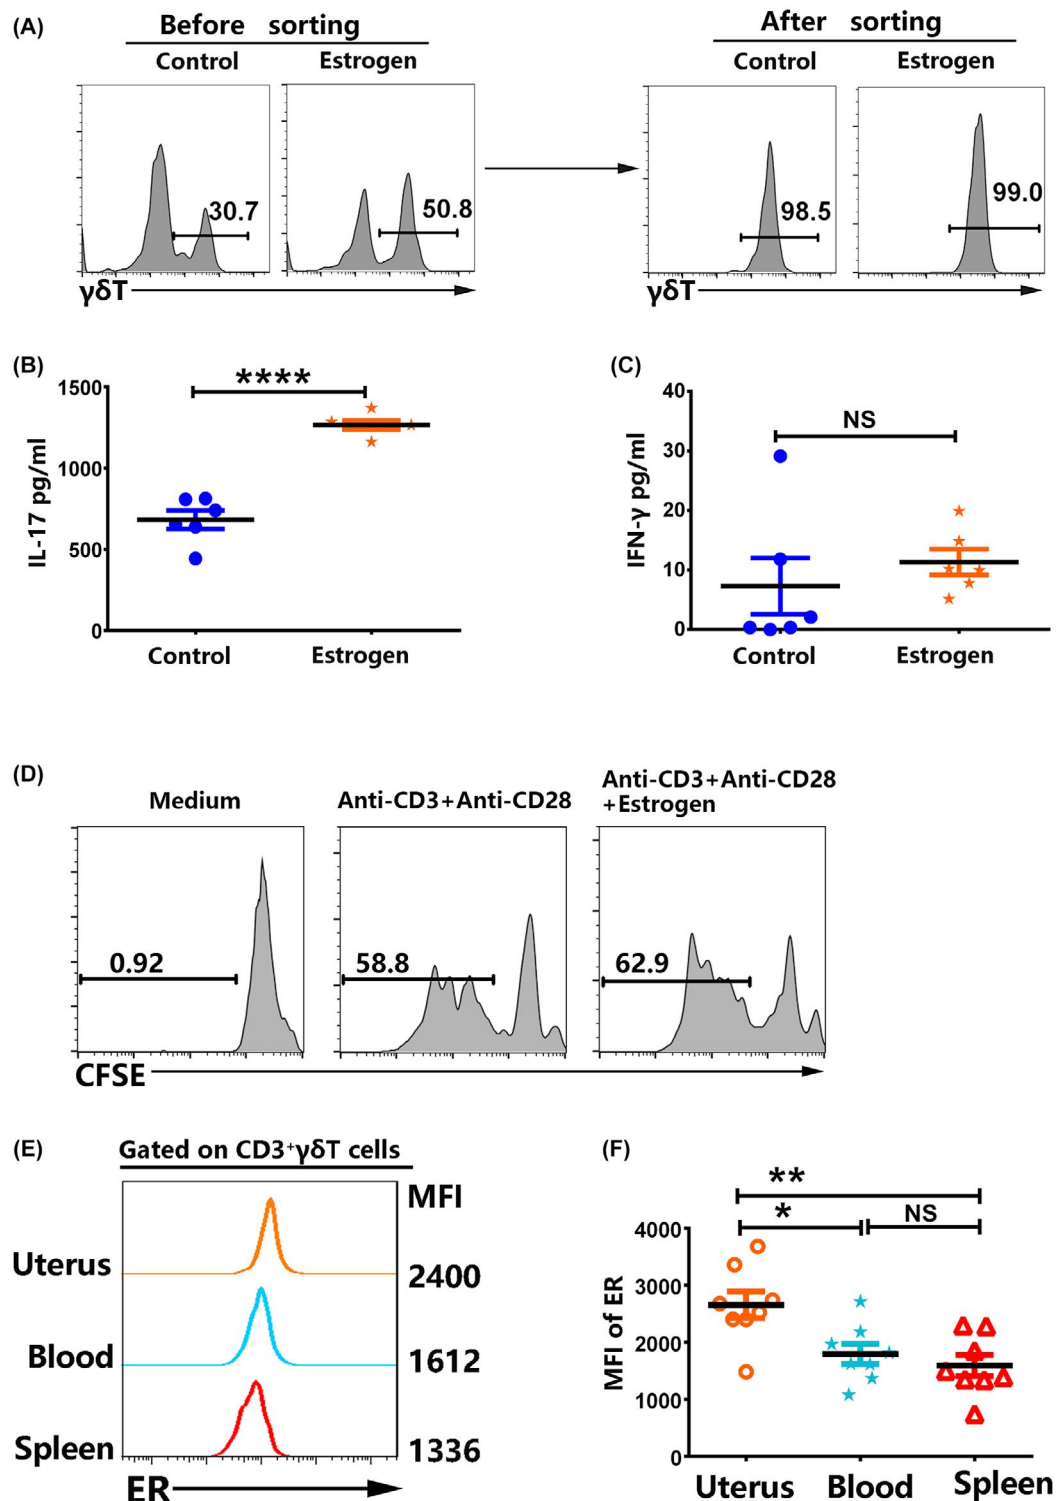 (A)
Before sorting
After sorting
Control
Estrogen
Control
Estrogen
30.7
50.8
98.5
99.0
γδT
γδT
(B)
(C)
****
NS
IL-17 pg/ml
1500
1000
500
0
Control
Estrogen
IFN-γ pg/ml
40
30
20
10
0
Control
Estrogen
(D)
Medium
Anti-CD3+Anti-CD28
Anti-CD3+Anti-CD28
+Estrogen
0.92
58.8
62.9
CFSE
(E)
Gated on CD3⁺γδT cells
MFI
Uterus
2400
Blood
1612
Spleen
1336
ER
(F)
**
*
NS
MFI of ER
4000
3000
2000
1000
0
Uterus
Blood
Spleen